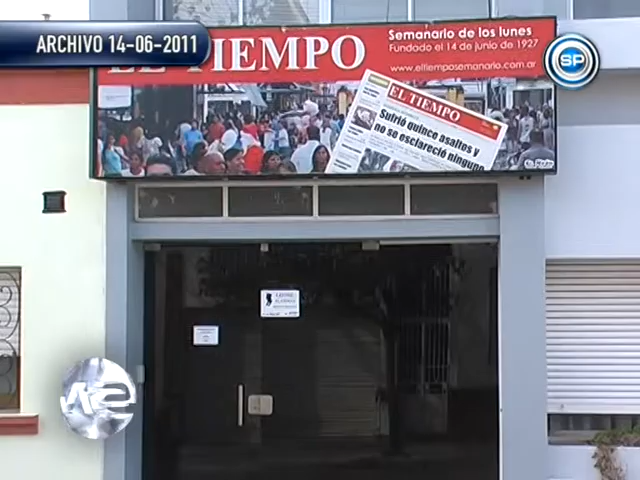 ARCHIVO 14-06-2011
EL TIEMPO
Semanario de los lunes
Fundado el 14 de junio de 1927
www.eltiemposemanario.com.ar
EL TIEMPO
Sufrió quince asaltos y
no se esclareció ninguno
SP